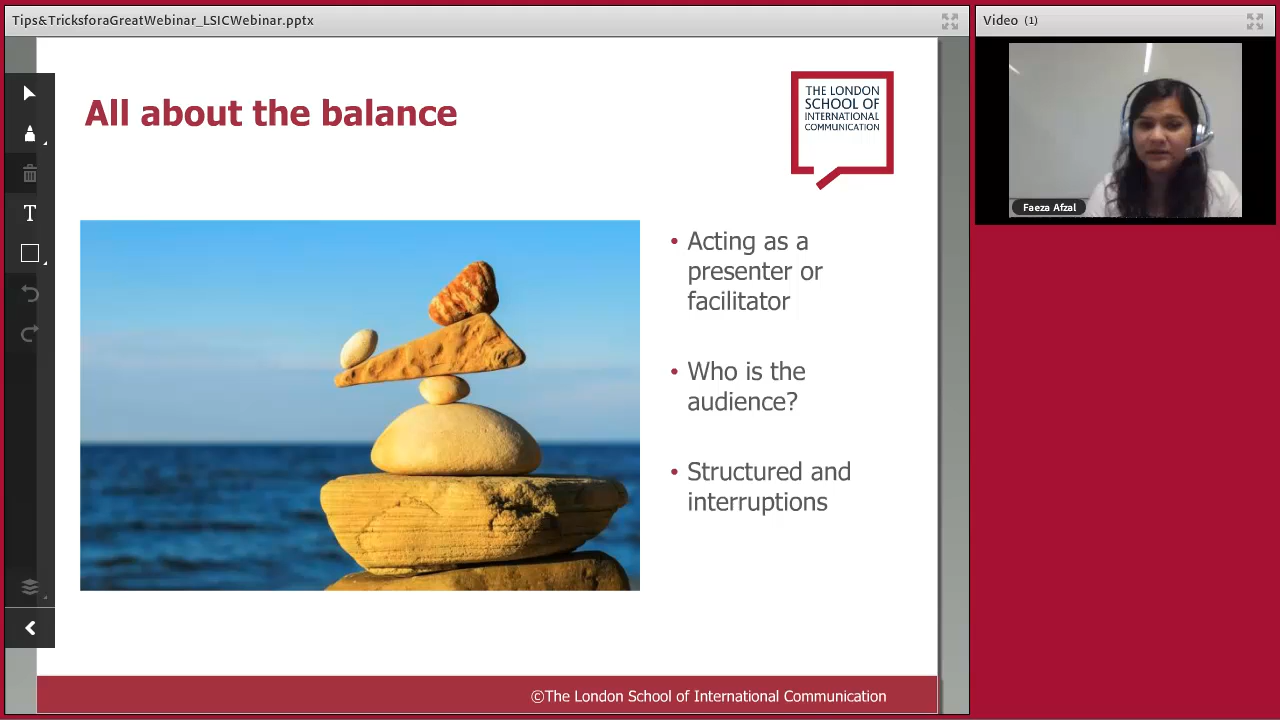 Tips&TricksforaGreatWebinar_LSICWebinar.pptx
Video (1)
All about the balance
THE LONDON
SCHOOL OF
INTERNATIONAL
COMMUNICATION
Faeza Afzal
• Acting as a
presenter or
facilitator
• Who is the
audience?
• Structured and
interruptions
T
©The London School of International Communication